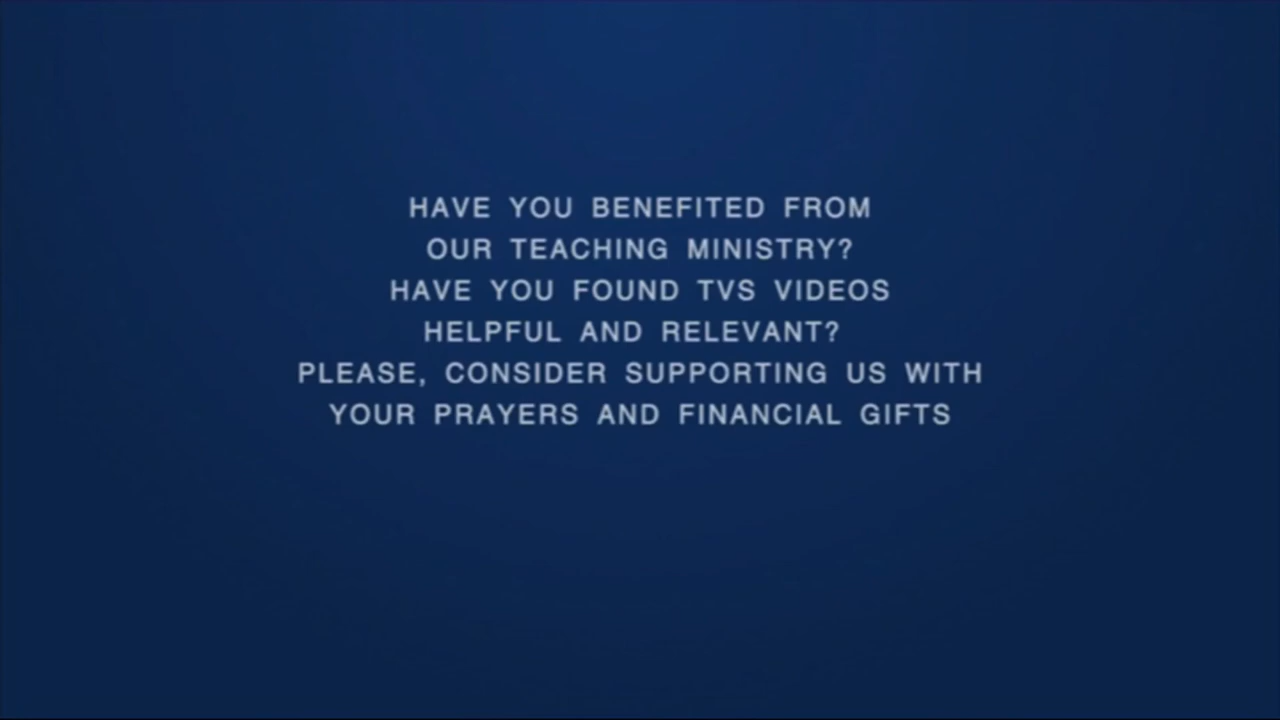 HAVE YOU BENEFITED FROM
OUR TEACHING MINISTRY?
HAVE YOU FOUND TVS VIDEOS
HELPFUL AND RELEVANT?
PLEASE, CONSIDER SUPPORTING US WITH
YOUR PRAYERS AND FINANCIAL GIFTS